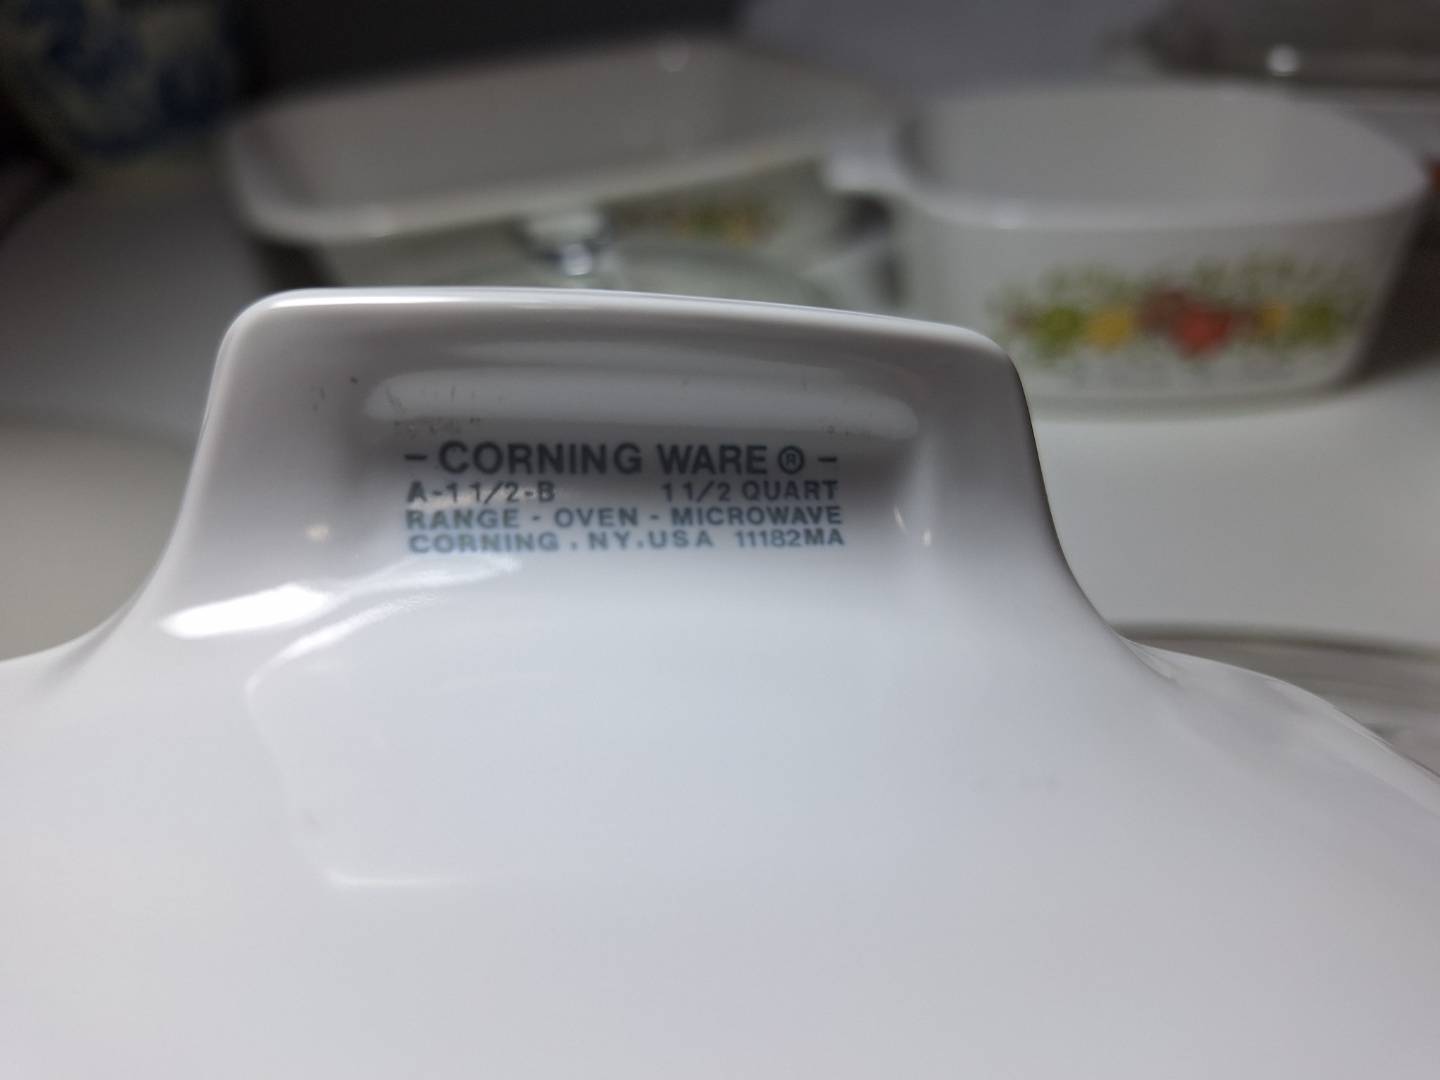 - CORNING WARE ® -
A-1 1/2-B 1 1/2 QUART
RANGE - OVEN - MICROWAVE
CORNING . NY . USA 11182MA